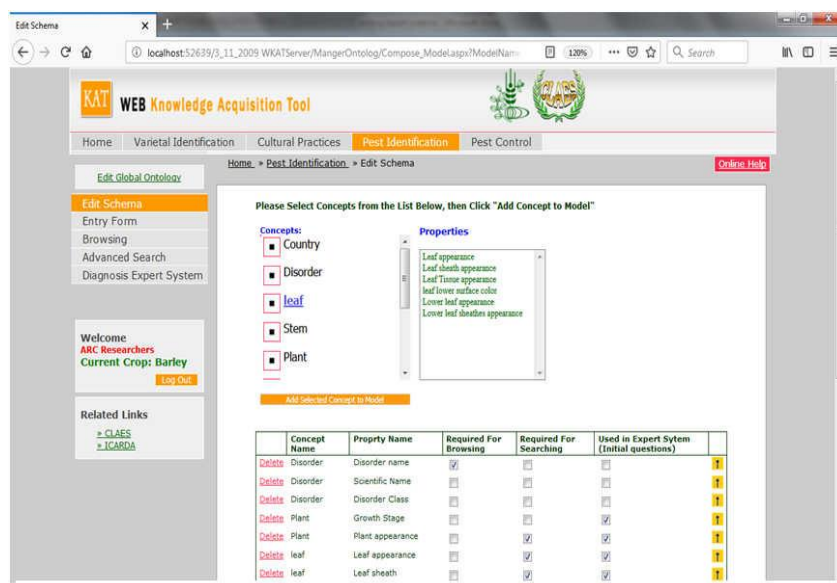 Edit Schema
localhost:52639/3_11_2009 WKATServer/MangerOntolog/Compose_Model.aspx?ModelNam
120%
Search
KAT WEB Knowledge Acquisition Tool
CLAES
Home Varietal Identification Cultural Practices Pest Identification Pest Control
Home » Pest Identification » Edit Schema
Online Help
Edit Global Ontology
Edit Schema
Entry Form
Browsing
Advanced Search
Diagnosis Expert System
Welcome
ARC Researchers
Current Crop: Barley
Log Out
Related Links
» CLAES
» ICARDA
Please Select Concepts from the List Below, then Click "Add Concept to Model"
Concepts:
Country
Disorder
leaf
Stem
Plant
Properties
Leaf appearance
Leaf sheath appearance
Leaf Tissue appearance
leaf lower surface color
Lower leaf appearance
Lower leaf sheathes appearance
Add Selected Concept to Model
Concept Name Proprty Name Required For Browsing Required For Searching Used in Expert Sytem (Initial questions)
Delete Disorder Disorder name
Delete Disorder Scientific Name
Delete Disorder Disorder Class
Delete Plant Growth Stage
Delete Plant Plant appearance
Delete leaf Leaf appearance
Delete leaf Leaf sheath